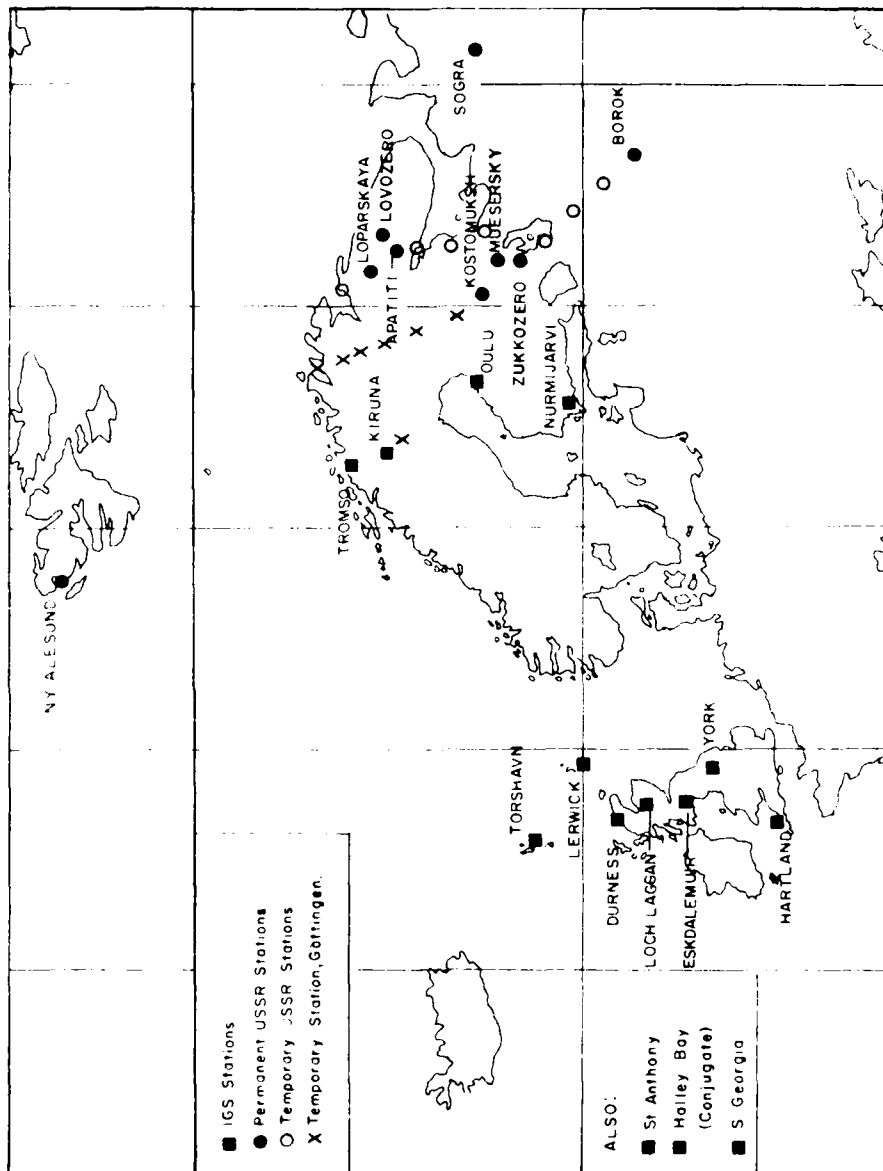 ■ IGS Stations
● Permanent USSR Stations
○ Temporary USSR Stations
X Temporary Station, Göttingen.
NY ALESUND
TROMSO
KIRUNA
LOPARSKAYA
LOVOZERO
APATITI
KOSTOMUKSH
MUESERSKY
SOGRA
OULU
ZUKKOZERO
NURMIJARVI
BOROK
TORSHAVN
LERWICK
DURNESS
LOCH LAGGAN
ESKDALEMUIR
YORK
HARTLAND
ALSO:
■ St Anthony
■ Halley Bay
(Conjugate)
■ S Georgia